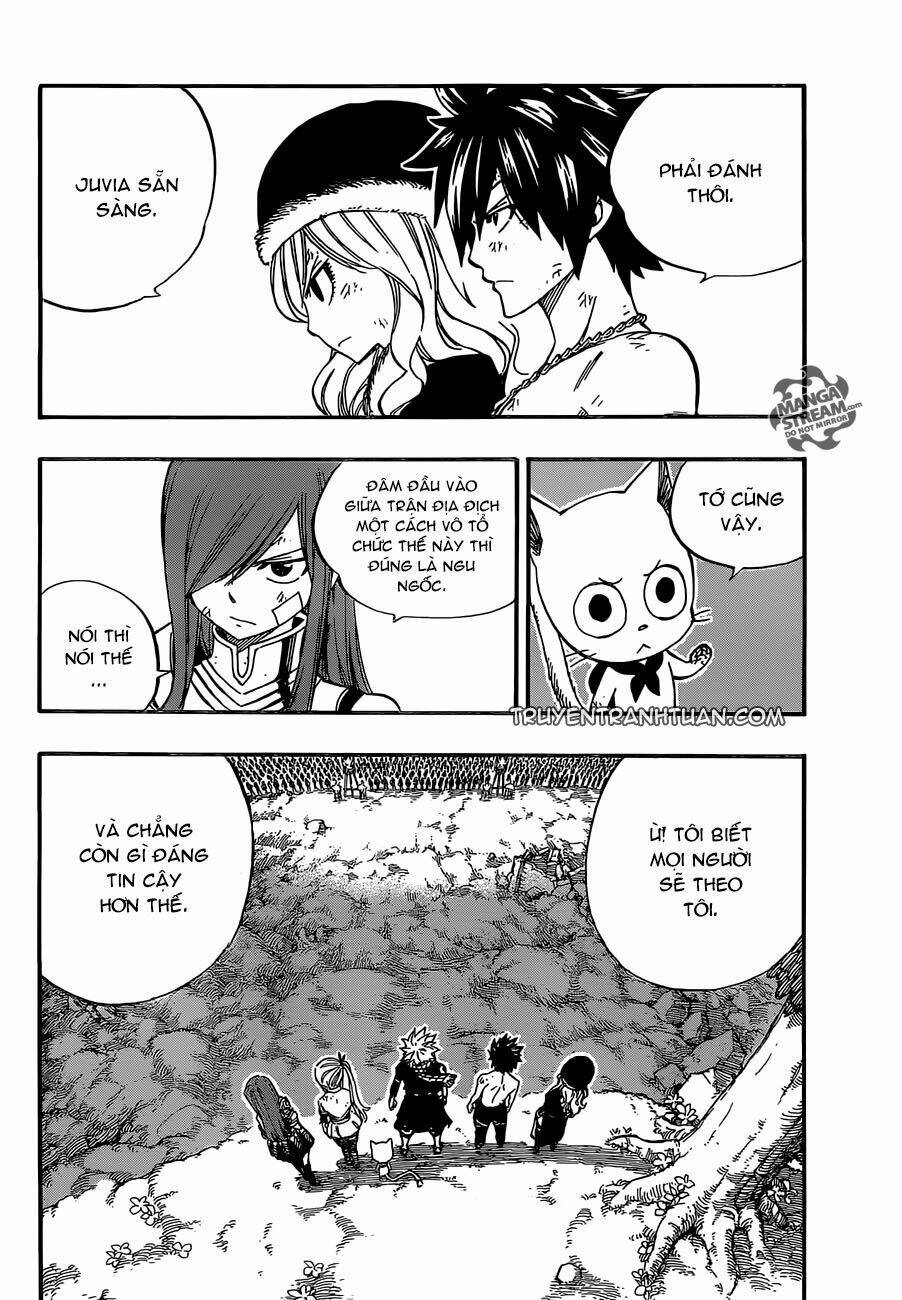 PHẢI ĐÁNH
THÔI.
JUVIA SẴN
SÀNG.
MANGA
STREAM.com
DO NOT MIRROR
TỚ CŨNG
VẬY.
ĐÂM ĐẦU VÀO
GIỮA TRẬN ĐỊA ĐỊCH
MỘT CÁCH VÔ TỔ
CHỨC THẾ NÀY THÌ
ĐÚNG LÀ NGU
NGỐC.
NÓI THÌ
NÓI THẾ
...
TRUYENTRANHTUAN.COM
Ừ! TÔI BIẾT
MỌI NGƯỜI
SẼ THEO
TÔI.
VÀ CHẲNG
CÒN GÌ ĐÁNG
TIN CẬY
HƠN THẾ.